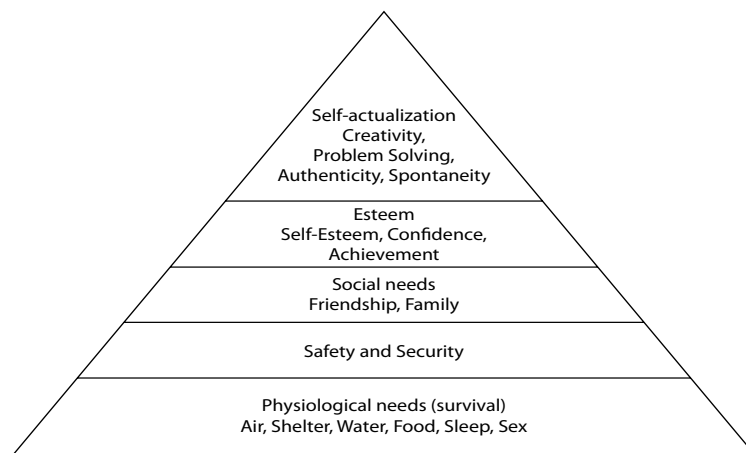 Self-actualization
Creativity,
Problem Solving,
Authenticity, Spontaneity
Esteem
Self-Esteem, Confidence,
Achievement
Social needs
Friendship, Family
Safety and Security
Physiological needs (survival)
Air, Shelter, Water, Food, Sleep, Sex